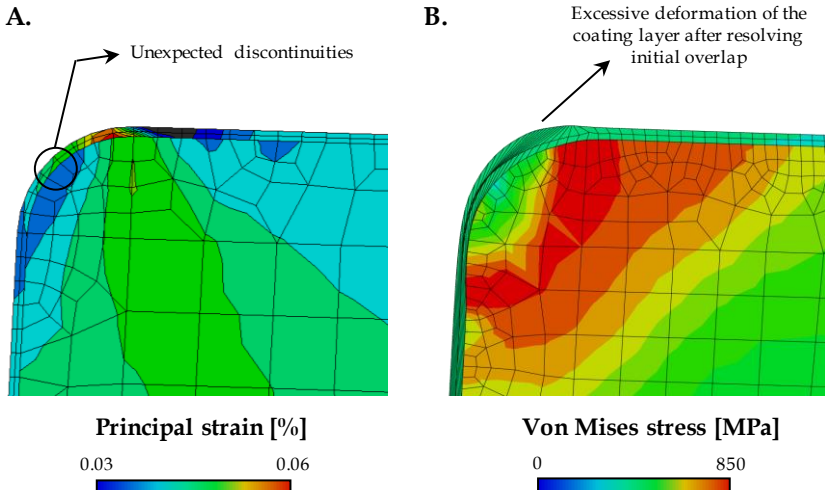 A.
Unexpected discontinuities
Principal strain [%]
0.03
0.06
B.
Excessive deformation of the
coating layer after resolving
initial overlap
Von Mises stress [MPa]
0
850